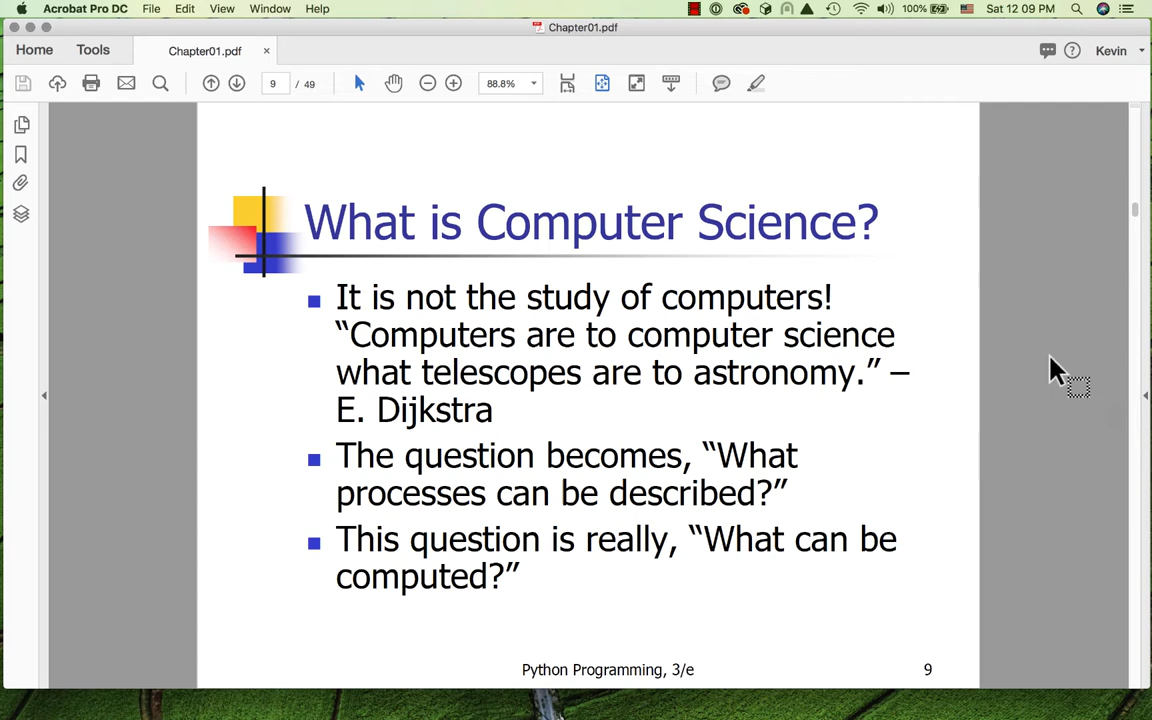 Acrobat Pro DC File Edit View Window Help 100% Sat 12 09 PM
Chapter01.pdf
Home Tools Chapter01.pdf × ? Kevin
9 / 49 88.8%
What is Computer Science?
It is not the study of computers!
“Computers are to computer science
what telescopes are to astronomy.” –
E. Dijkstra
The question becomes, “What
processes can be described?”
This question is really, “What can be
computed?”
Python Programming, 3/e 9